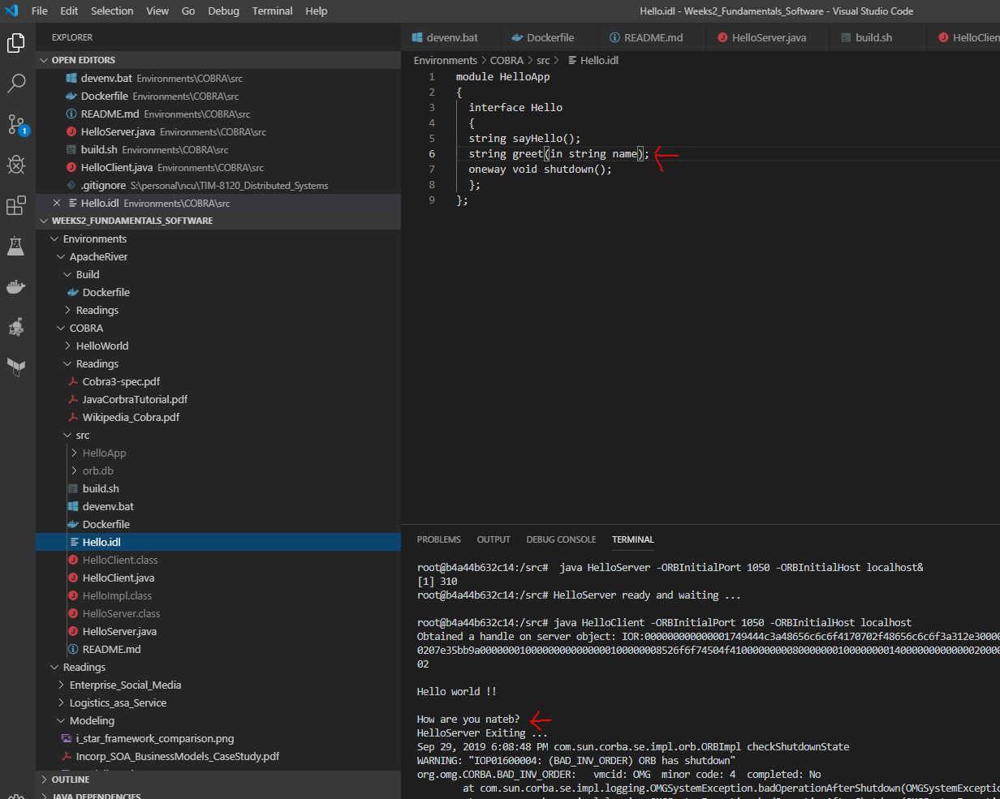 File Edit Selection View Go Debug Terminal Help
Hello.idl - Weeks2_Fundamentals_Software - Visual Studio Code
EXPLORER
OPEN EDITORS
devenv.bat Environments\COBRA\src
Dockerfile Environments\COBRA\src
README.md Environments\COBRA\src
HelloServer.java Environments\COBRA\src
build.sh Environments\COBRA\src
HelloClient.java Environments\COBRA\src
.gitignore S:\personal\ncu\TIM-8120_Distributed_Systems
Hello.idl Environments\COBRA\src
1
WEEKS2_FUNDAMENTALS_SOFTWARE
Environments
ApacheRiver
Build
Dockerfile
Readings
COBRA
HelloWorld
Readings
Cobra3-spec.pdf
JavaCorbraTutorial.pdf
Wikipedia_Cobra.pdf
src
HelloApp
orb.db
build.sh
devenv.bat
Dockerfile
Hello.idl
HelloClient.class
HelloClient.java
HelloImpl.class
HelloServer.class
HelloServer.java
README.md
Readings
Enterprise_Social_Media
Logistics_asa_Service
Modeling
i_star_framework_comparison.png
Incorp_SOA_BusinessModels_CaseStudy.pdf
OUTLINE
JAVA DEPENDENCIES
devenv.bat Dockerfile README.md HelloServer.java build.sh HelloClien
Environments > COBRA > src > Hello.idl
1 module HelloApp
2 {
3 interface Hello
4 {
5 string sayHello();
6 string greet(in string name);
7 oneway void shutdown();
8 };
9 };
PROBLEMS OUTPUT DEBUG CONSOLE TERMINAL
root@b4a44b632c14:/src# java HelloServer -ORBInitialPort 1050 -ORBInitialHost localhost&
[1] 310
root@b4a44b632c14:/src# HelloServer ready and waiting ...
root@b4a44b632c14:/src# java HelloClient -ORBInitialPort 1050 -ORBInitialHost localhost
Obtained a handle on server object:
02
Hello world !!
How are you nateb?
HelloServer Exiting ...
Sep 29, 2019 6:08:48 PM com.sun.corba.se.impl.orb.ORBImpl checkShutdownState
WARNING: "IOP01600004: (BAD_INV_ORDER) ORB has shutdown"
org.omg.CORBA.BAD_INV_ORDER: vmcid: OMG minor code: 4 completed: No
at com.sun.corba.se.impl.logging.OMGSystemException.badOperationAfterShutdown(OMGSystemExceptio